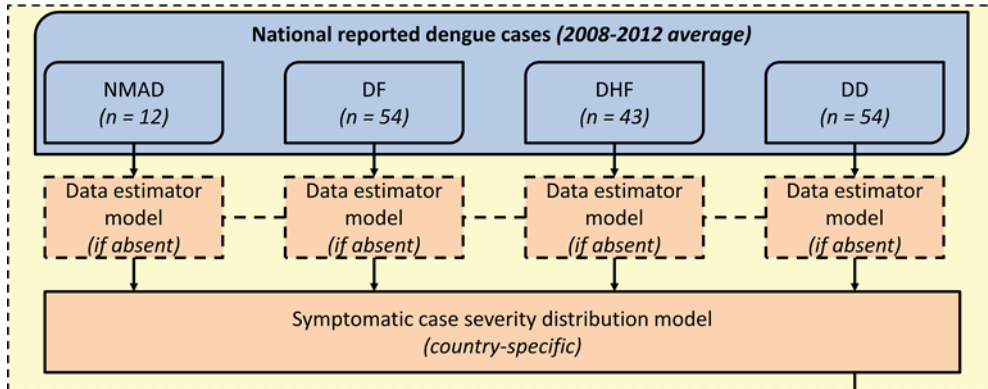 National reported dengue cases (2008-2012 average)
NMAD
(n = 12)
DF
(n = 54)
DHF
(n = 43)
DD
(n = 54)
Data estimator
model
(if absent)
Data estimator
model
(if absent)
Data estimator
model
(if absent)
Data estimator
model
(if absent)
Symptomatic case severity distribution model
(country-specific)